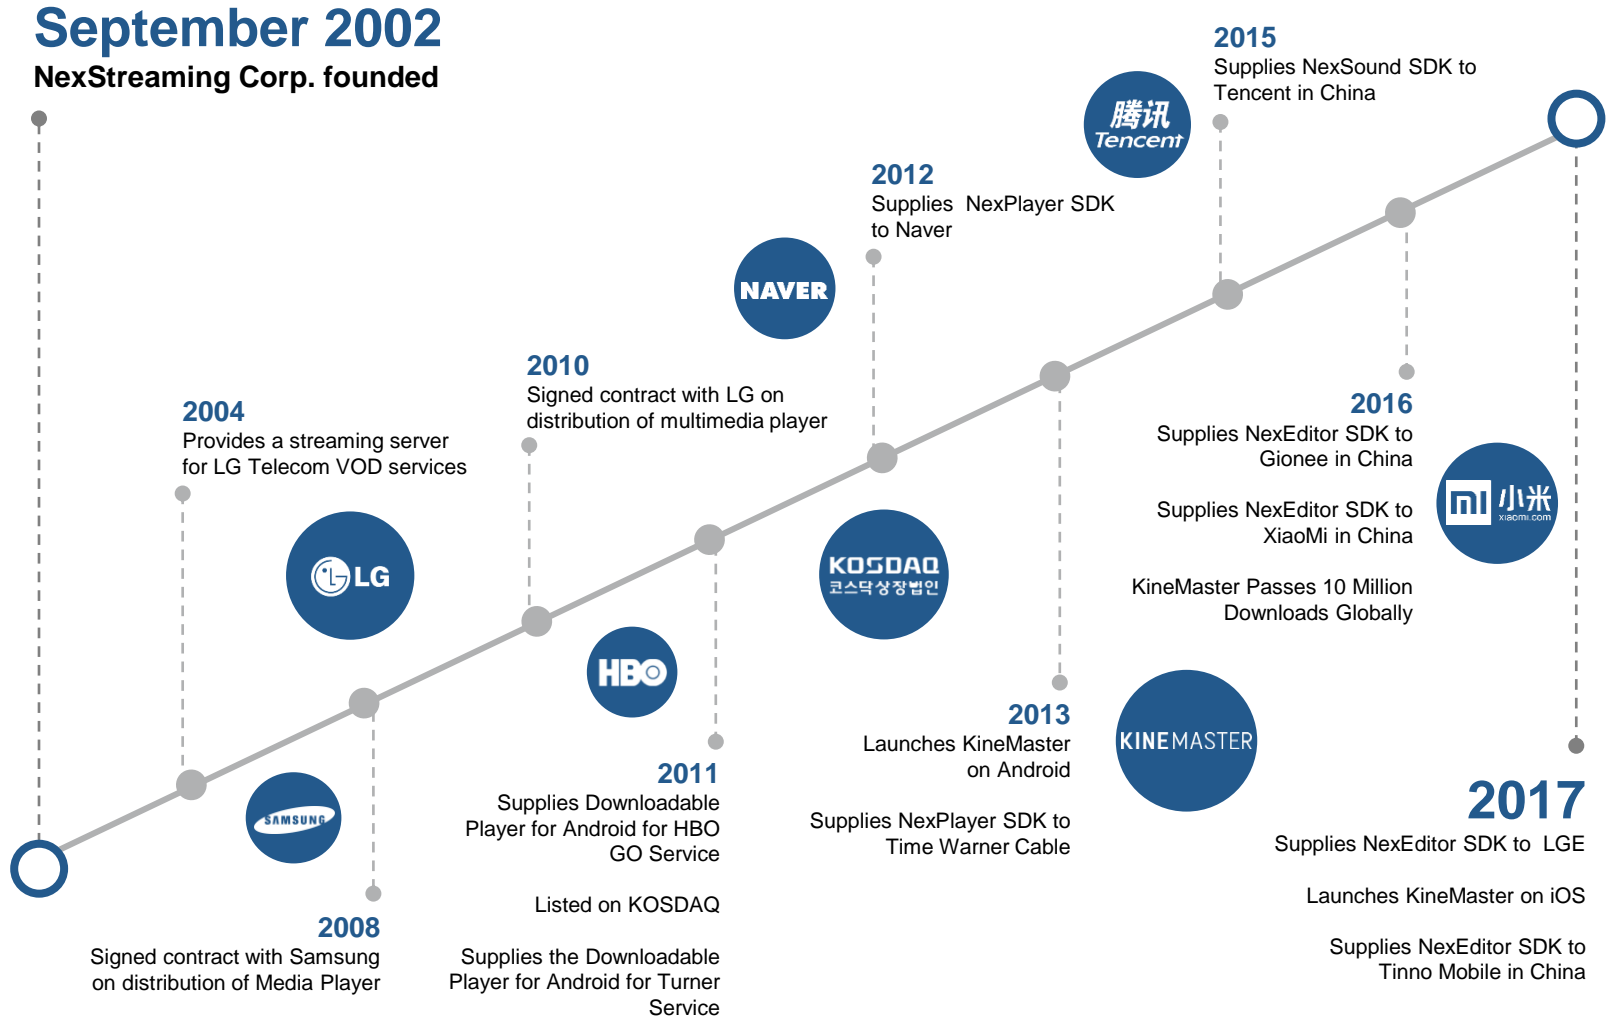 September 2002
NexStreaming Corp. founded
2004
Provides a streaming server
for LG Telecom VOD services
LG
SAMSUNG
2008
Signed contract with Samsung
on distribution of Media Player
2010
Signed contract with LG on
distribution of multimedia player
HBO
2011
Supplies Downloadable
Player for Android for HBO
GO Service
Listed on KOSDAQ
Supplies the Downloadable
Player for Android for Turner
Service
NAVER
2012
Supplies  NexPlayer SDK
to Naver
KOSDAQ
코스닥상장법인
2013
Launches KineMaster
on Android
Supplies NexPlayer SDK to
Time Warner Cable
KINEMASTER
腾讯
Tencent
2015
Supplies NexSound SDK to
Tencent in China
2016
Supplies NexEditor SDK to
Gionee in China
Supplies NexEditor SDK to
XiaoMi in China
KineMaster Passes 10 Million
Downloads Globally
mi 小米
xiaomi.com
2017
Supplies NexEditor SDK to  LGE
Launches KineMaster on iOS
Supplies NexEditor SDK to
Tinno Mobile in China